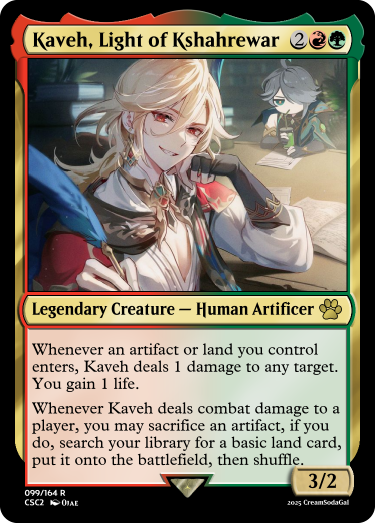 Kaveh, Light of Kshahrewar 2
Legendary Creature — Human Artificer
Whenever an artifact or land you control
enters, Kaveh deals 1 damage to any target.
You gain 1 life.
Whenever Kaveh deals combat damage to a
player, you may sacrifice an artifact, if you
do, search your library for a basic land card,
put it onto the battlefield, then shuffle.
3/2
099/164 R
CSC2 OJAE
2025 CreamSodaGal